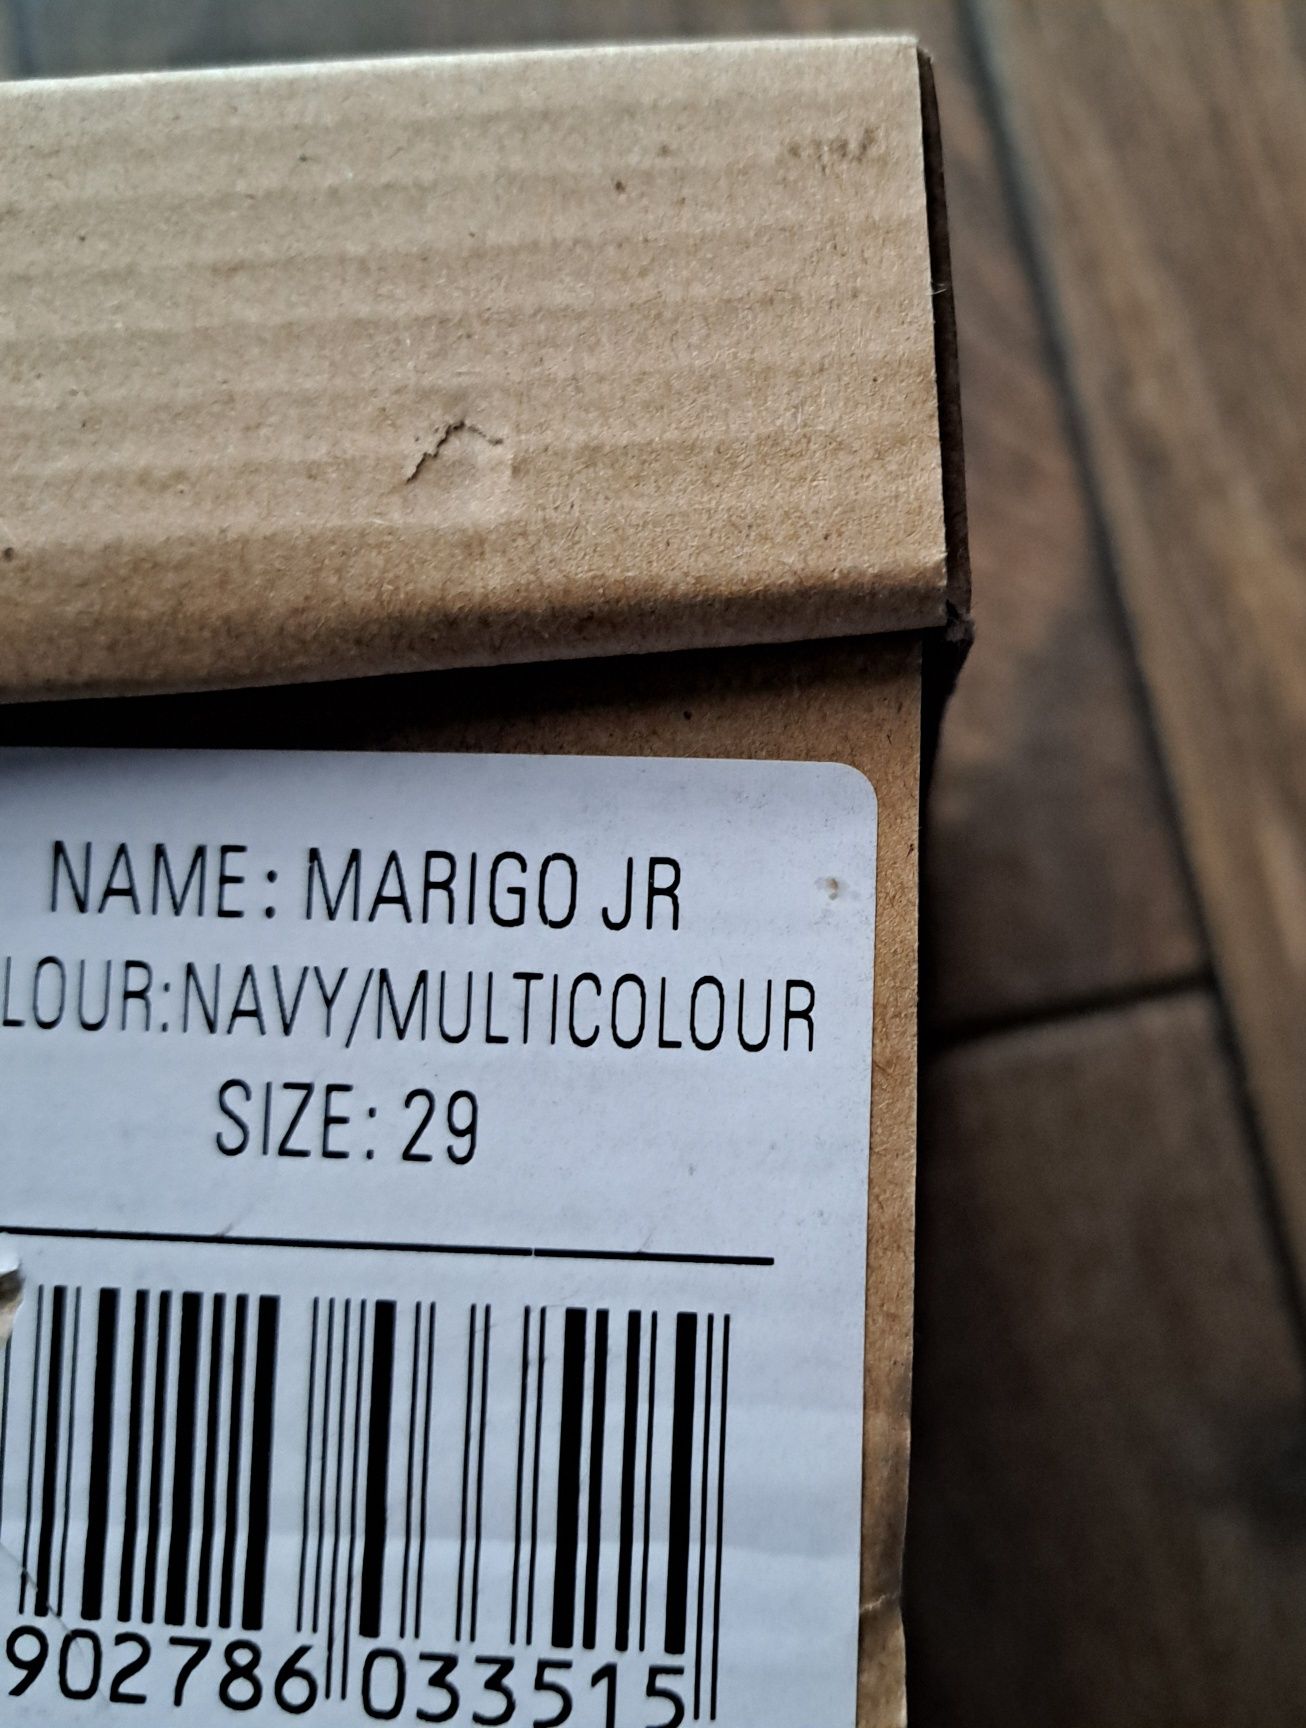 NAME: MARIGO JR
LOUR:NAVY/MULTICOLOUR
SIZE: 29
902786 033515